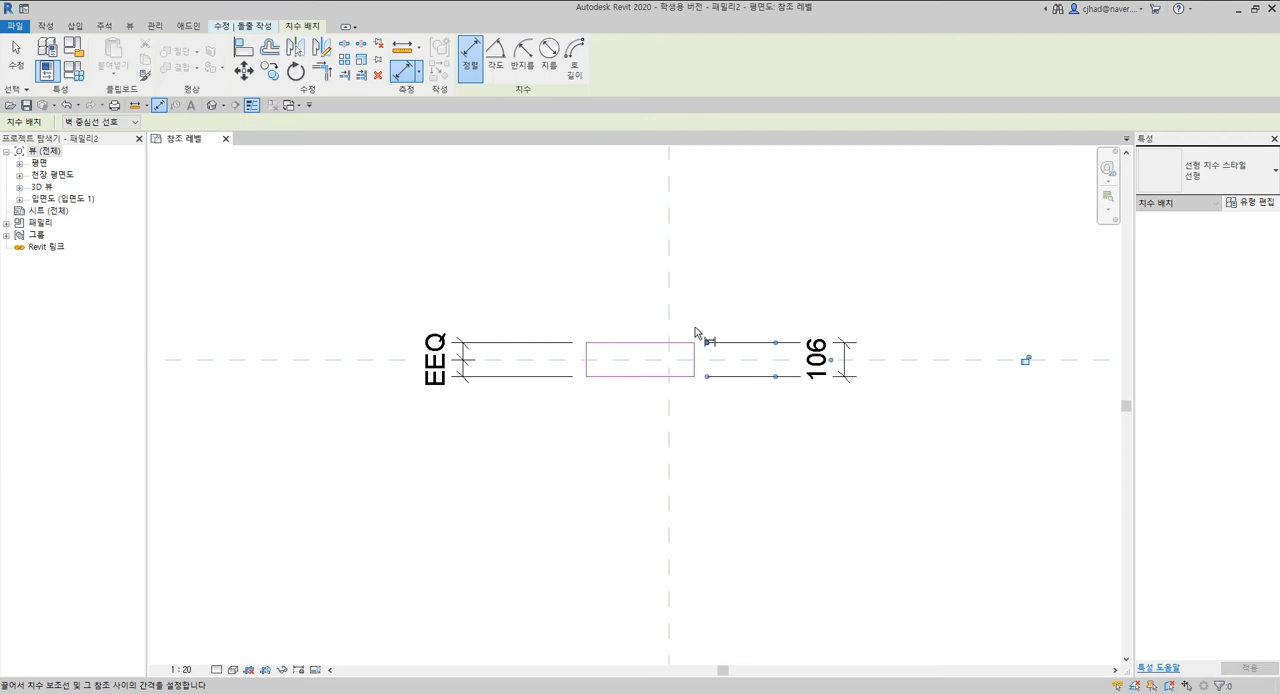 Autodesk Revit 2020 - 학생용 버전 - 패밀리2 - 평면도: 참조 레벨
cjhad@naver....
파일 작성 삽입 주석 뷰 관리 애드인 수정 | 돌출 작성 치수 배치
수정
붙여넣기
절단
결합
정렬 각도 반지름 지름 호
길이
선택 특성 클립보드 형상 수정 측정 작성 치수
치수 배치 벽 중심선 선호
프로젝트 탐색기 - 패밀리2
뷰 (전체)
평면
천장 평면도
3D 뷰
입면도 (입면도 1)
시트 (전체)
패밀리
그룹
Revit 링크
참조 레벨
EEQ
106
특성
선형 치수 스타일
선형
치수 배치
유형 편집
1 : 20
특성 도움말
적용
끌어서 치수 보조선 및 그 참조 사이의 간격을 설정합니다
:0